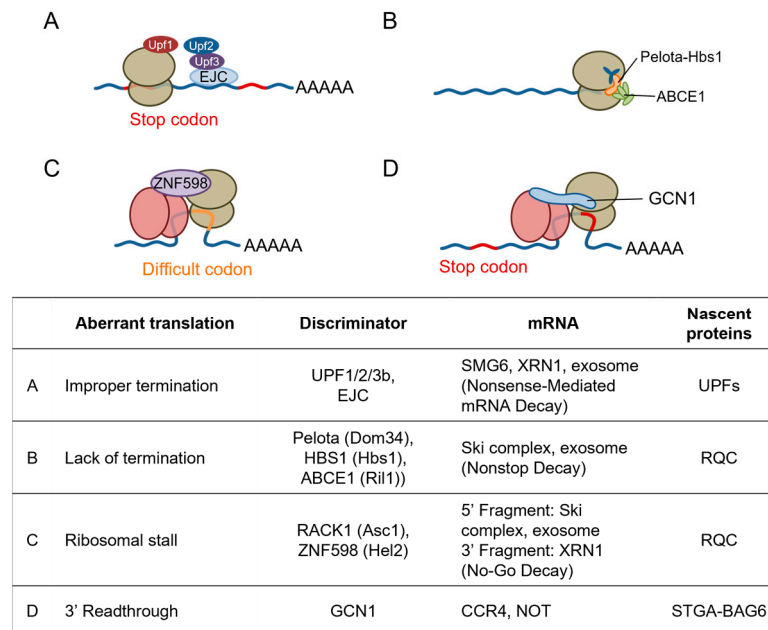 A
Upf1
Upf2
Upf3
EJC
AAAAA
Stop codon
B
Pelota-Hbs1
ABCE1
C
ZNF598
AAAAA
Difficult codon
D
GCN1
AAAAA
Stop codon
Aberrant translation
Discriminator
mRNA
Nascent
proteins
A
Improper termination
UPF1/2/3b,
EJC
SMG6, XRN1, exosome
(Nonsense-Mediated
mRNA Decay)
UPFs
B
Lack of termination
Pelota (Dom34),
HBS1 (Hbs1),
ABCE1 (Ril1))
Ski complex, exosome
(Nonstop Decay)
RQC
C
Ribosomal stall
RACK1 (Asc1),
ZNF598 (Hel2)
5’ Fragment: Ski
complex, exosome
3’ Fragment: XRN1
(No-Go Decay)
RQC
D
3’ Readthrough
GCN1
CCR4, NOT
STGA-BAG6